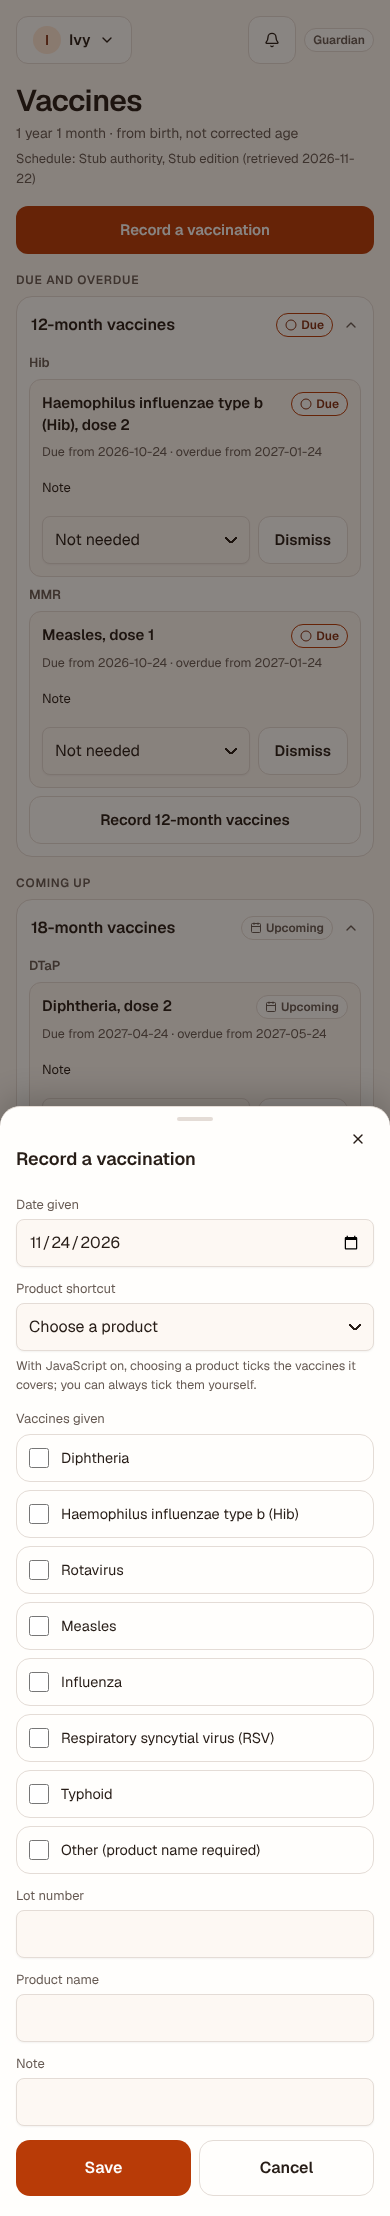 I Ivy
Guardian
Vaccines
1 year 1 month · from birth, not corrected age
Schedule: Stub authority, Stub edition (retrieved 2026-11-
22)
Record a vaccination
DUE AND OVERDUE
12-month vaccines
Due
Hib
Haemophilus influenzae type b
(Hib), dose 2
Due
Due from 2026-10-24 · overdue from 2027-01-24
Note
Not needed
Dismiss
MMR
Measles, dose 1
Due
Due from 2026-10-24 · overdue from 2027-01-24
Note
Not needed
Dismiss
Record 12-month vaccines
COMING UP
18-month vaccines
Upcoming
DTaP
Diphtheria, dose 2
Upcoming
Due from 2027-04-24 · overdue from 2027-05-24
Note
Record a vaccination
Date given
11/24/2026
Product shortcut
Choose a product
With JavaScript on, choosing a product ticks the vaccines it
covers; you can always tick them yourself.
Vaccines given
Diphtheria
Haemophilus influenzae type b (Hib)
Rotavirus
Measles
Influenza
Respiratory syncytial virus (RSV)
Typhoid
Other (product name required)
Lot number
Product name
Note
Save
Cancel